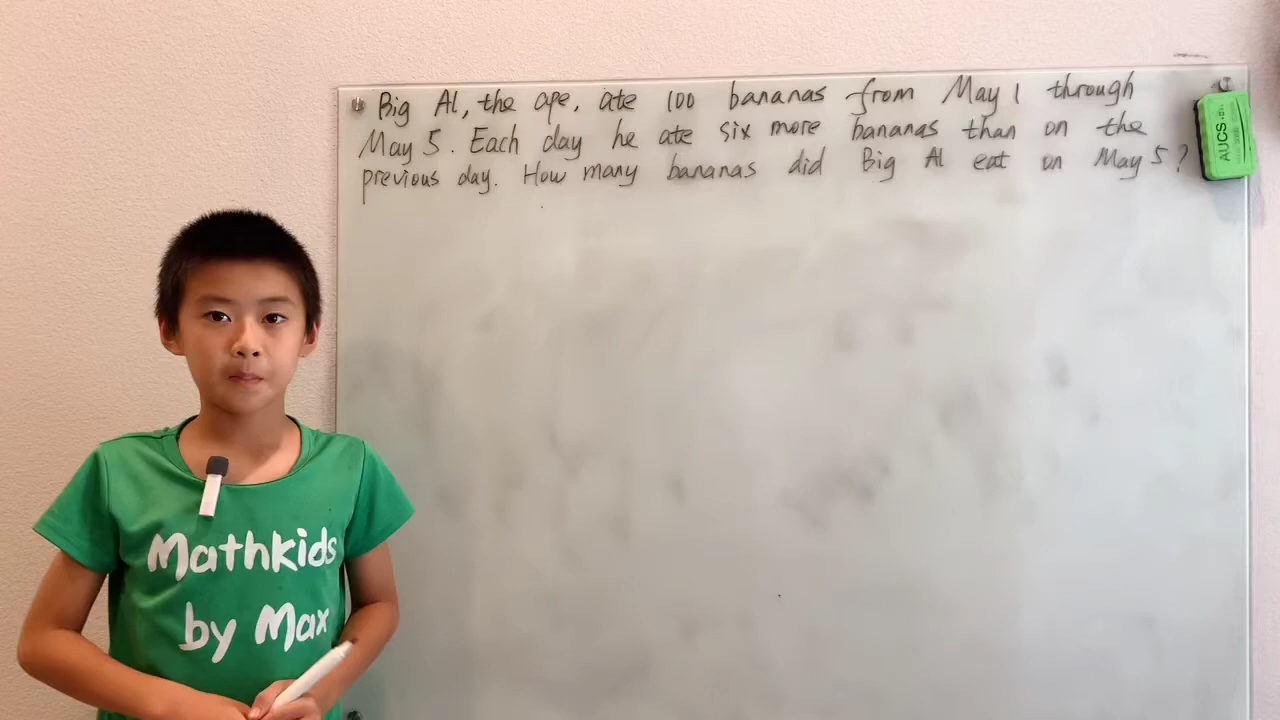 Big Al, the ape, ate 100 bananas from May 1 through
May 5. Each day he ate six more bananas than on the
previous day. How many bananas did Big Al eat on May 5?
AUCS
Mathkids
by Max